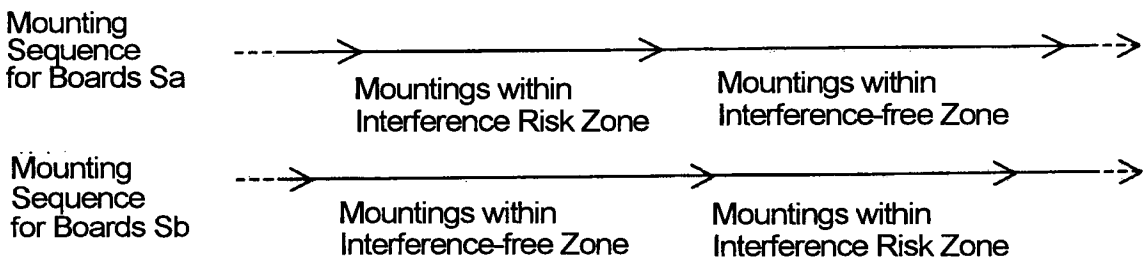 Mounting
Sequence
for Boards Sa
Mountings within
Interference Risk Zone
Mountings within
Interference-free Zone
Mounting
Sequence
for Boards Sb
Mountings within
Interference-free Zone
Mountings within
Interference Risk Zone